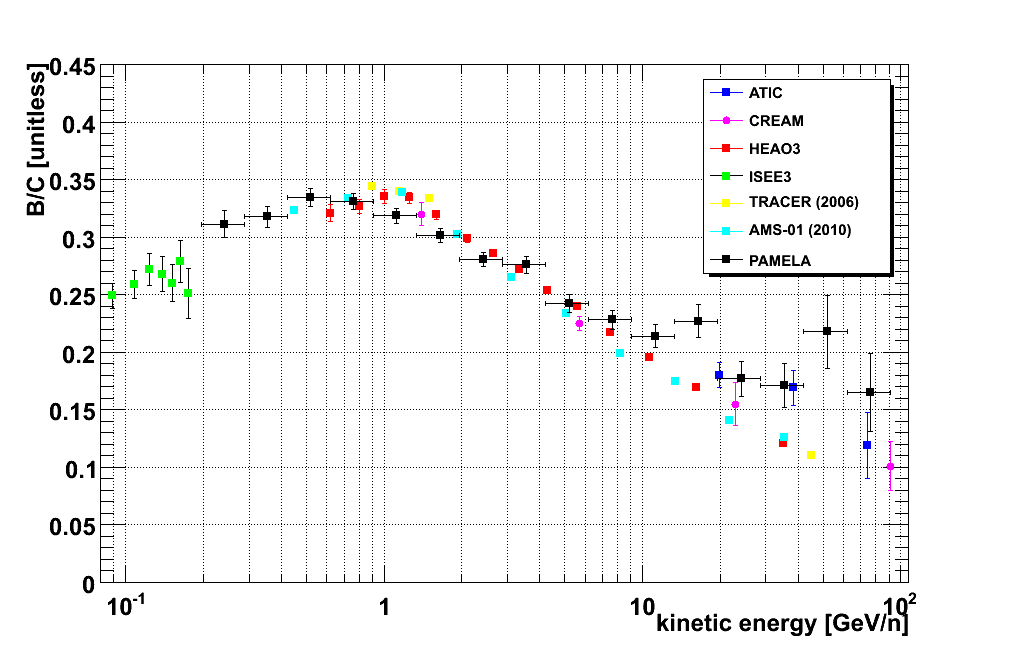 B/C [unitless]
0.45
0.4
0.35
0.3
0.25
0.2
0.15
0.1
0.05
0
ATIC
CREAM
HEAO3
ISEE3
TRACER (2006)
AMS-01 (2010)
PAMELA
10⁻¹ 1 10 10²
kinetic energy [GeV/n]